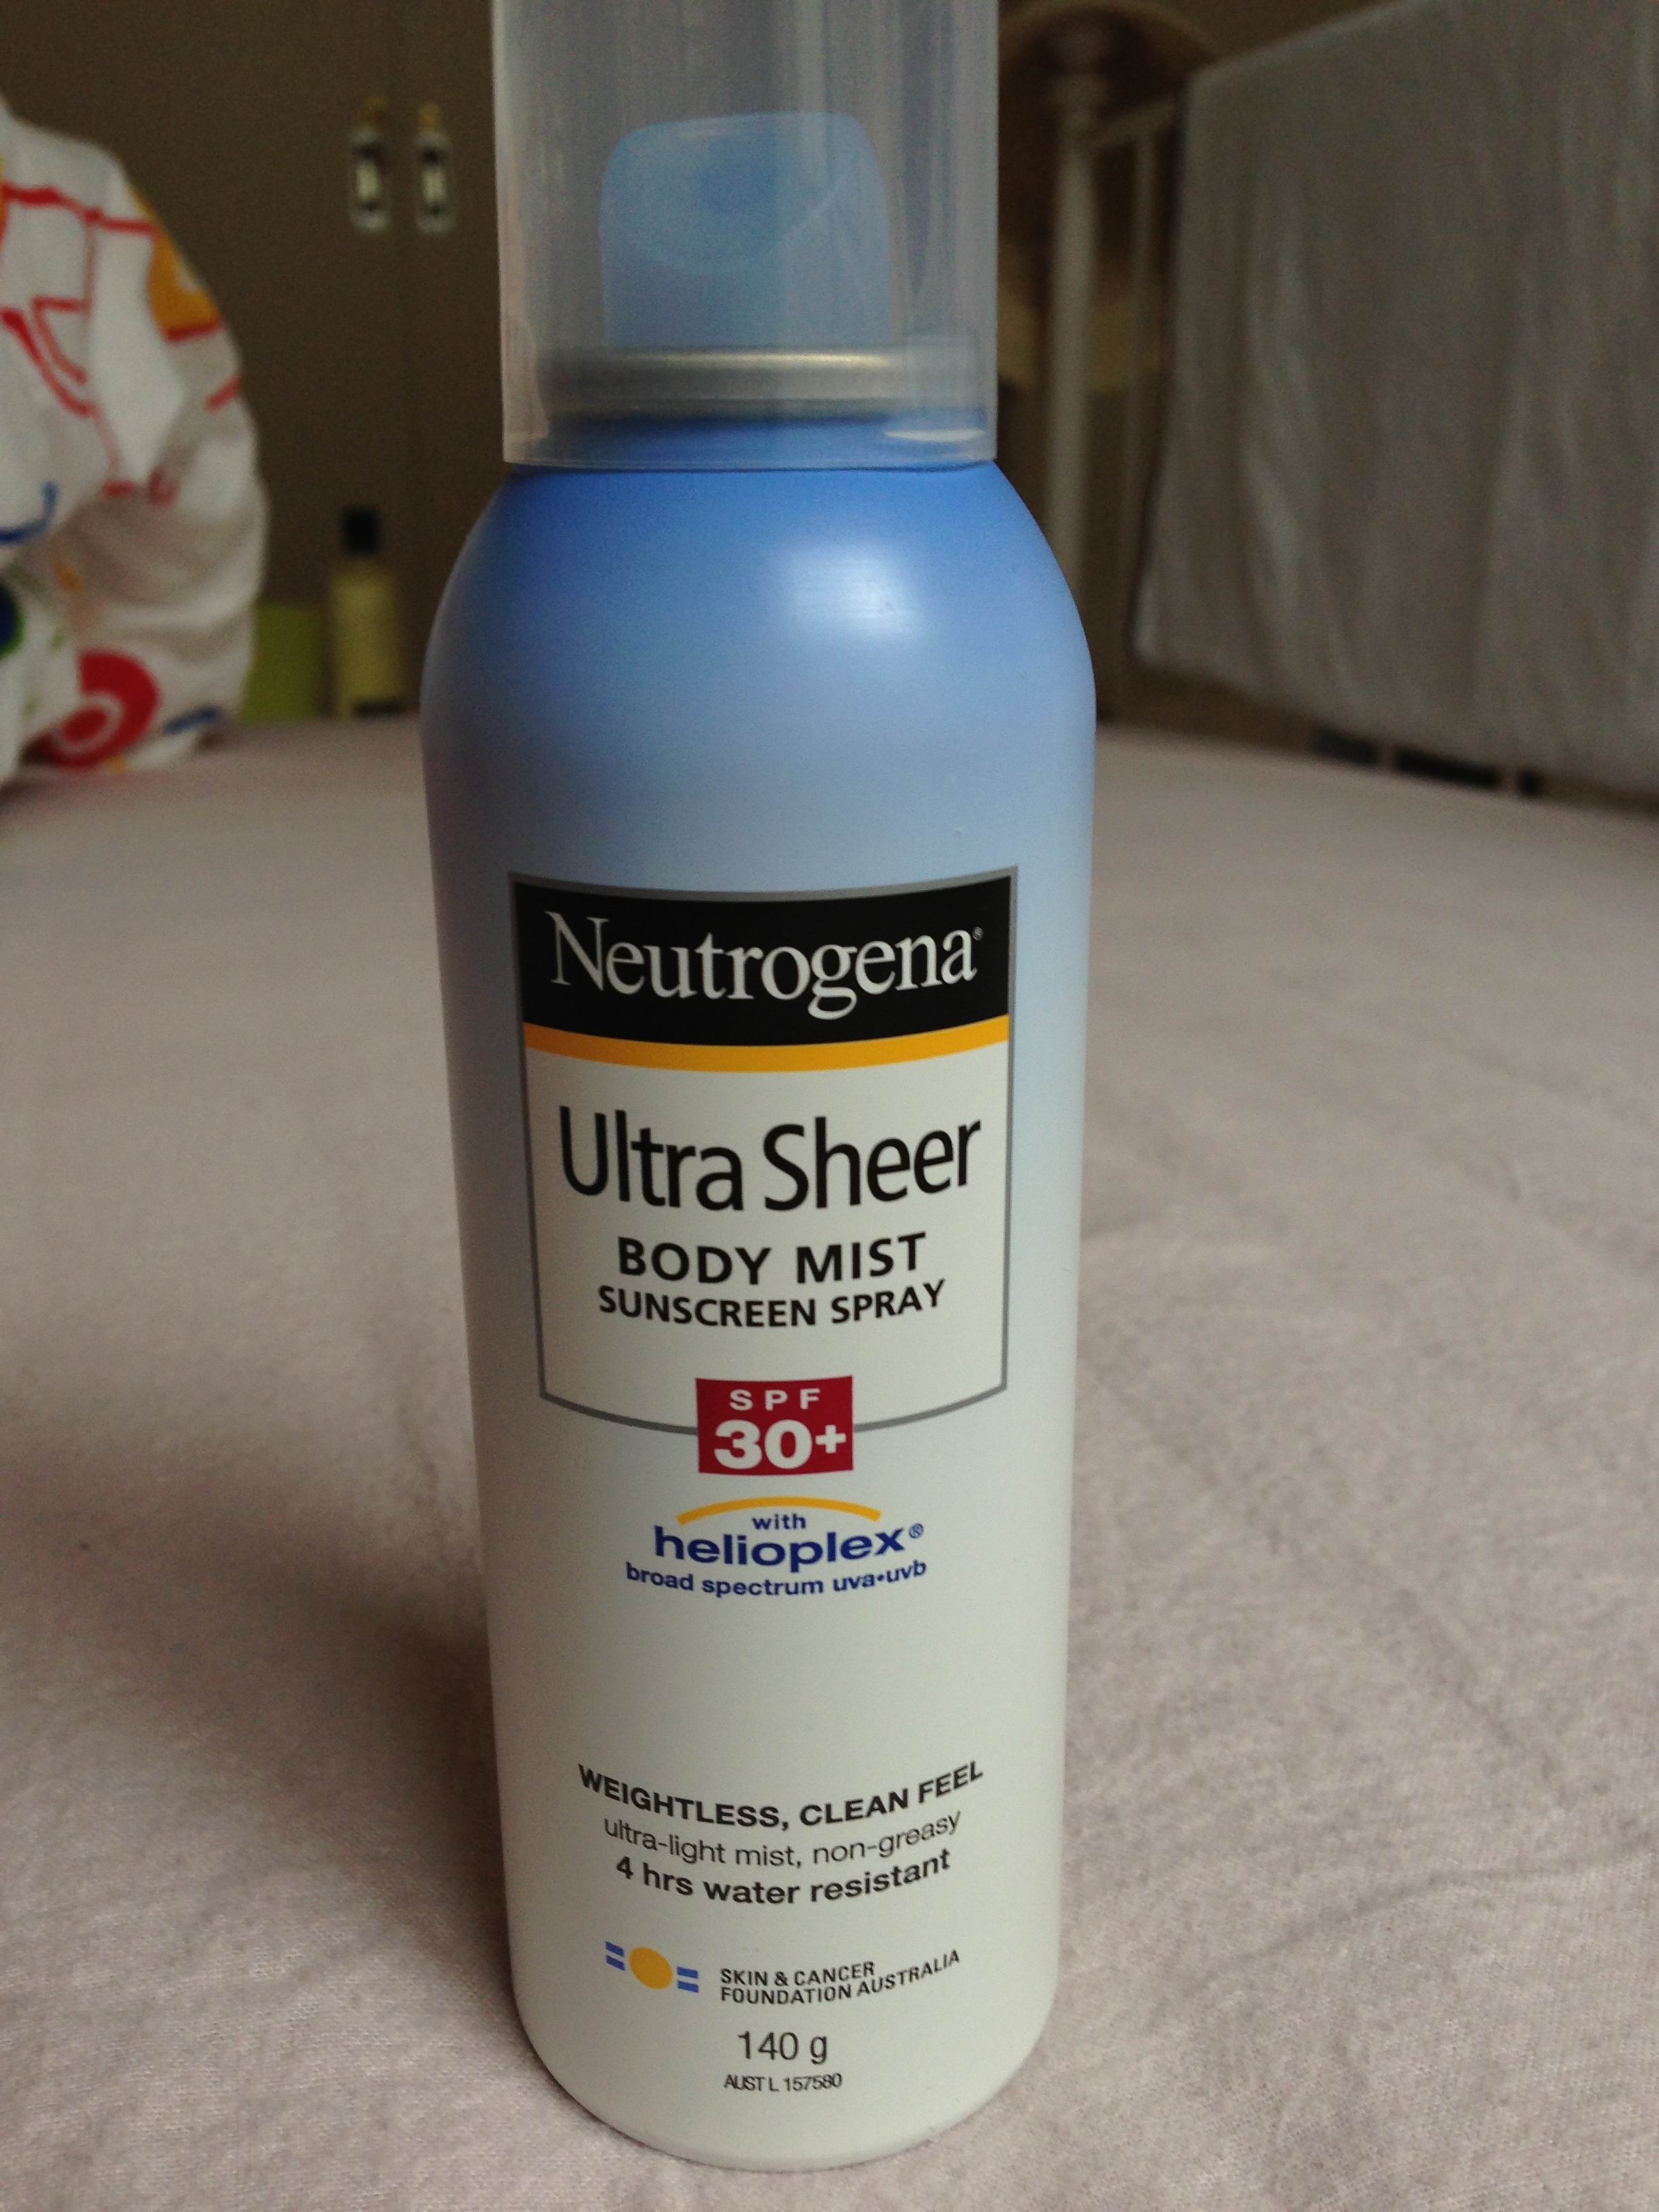 Neutrogena®
Ultra Sheer
BODY MIST
SUNSCREEN SPRAY
SPF
30+
with
helioplex®
broad spectrum uva•uvb
WEIGHTLESS, CLEAN FEEL
ultra-light mist, non-greasy
4 hrs water resistant
SKIN & CANCER
FOUNDATION AUSTRALIA
140 g
AUST L 157580